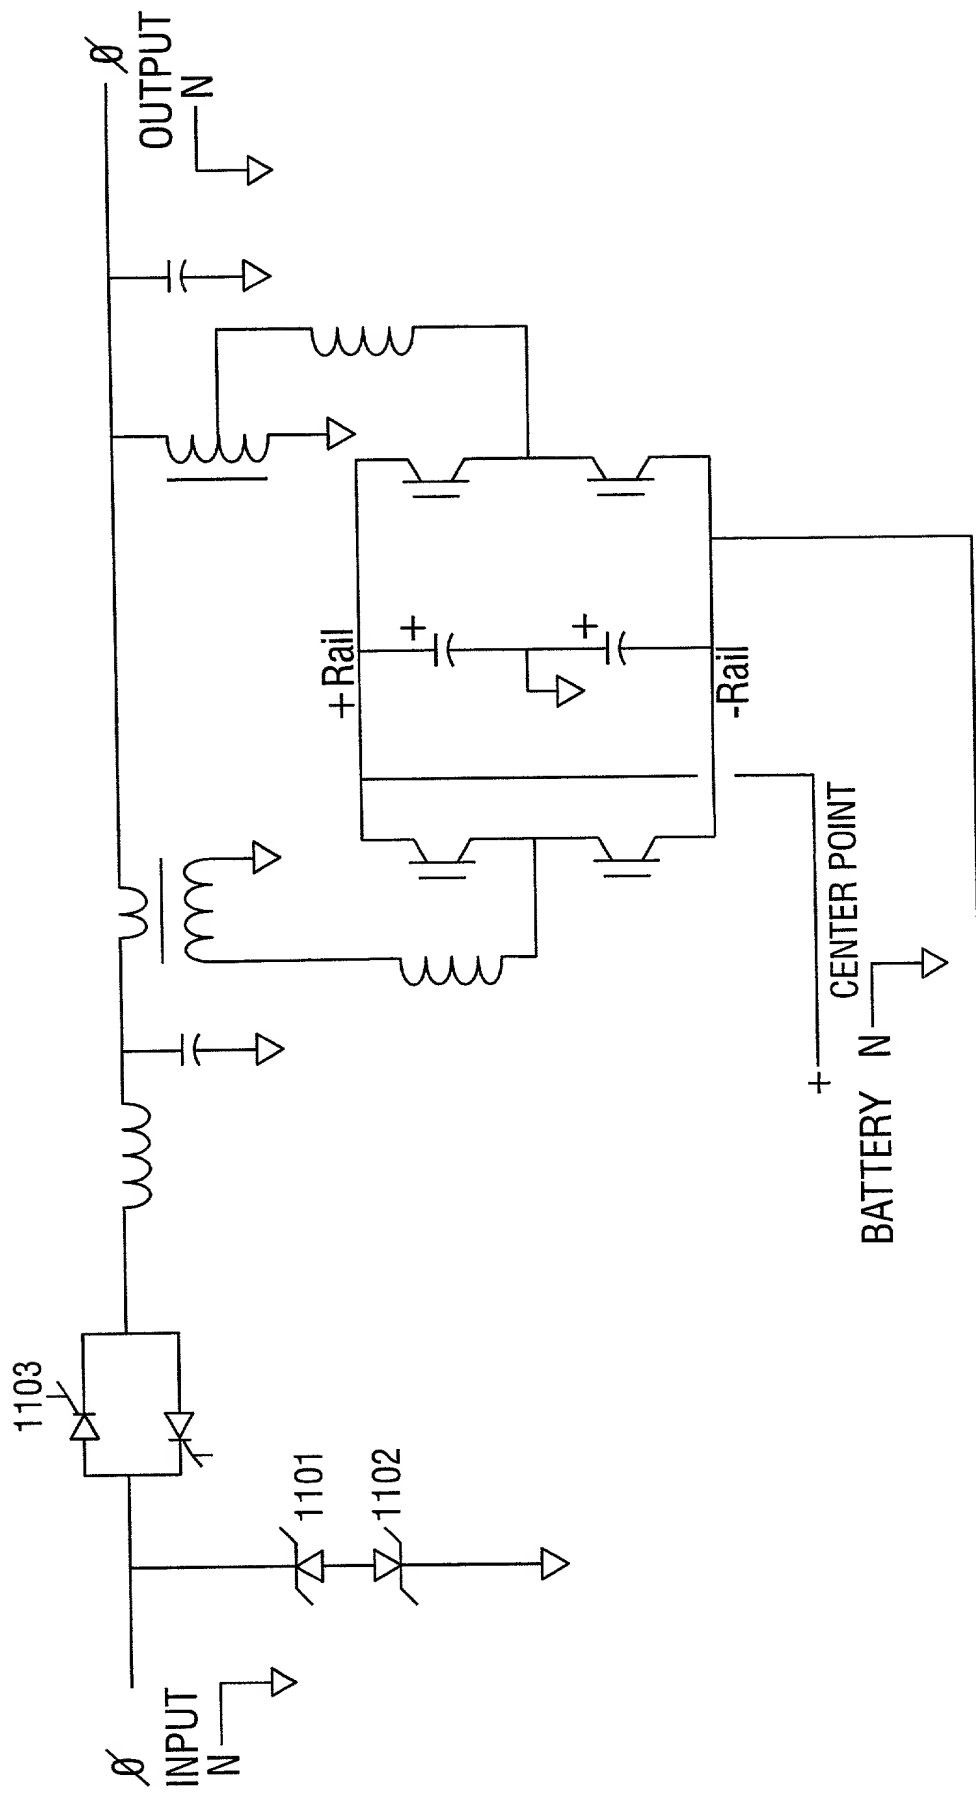 Ø
INPUT
N
1103
1101
1102
+
BATTERY N
CENTER POINT
+Rail
+
+
-Rail
Ø
OUTPUT
N